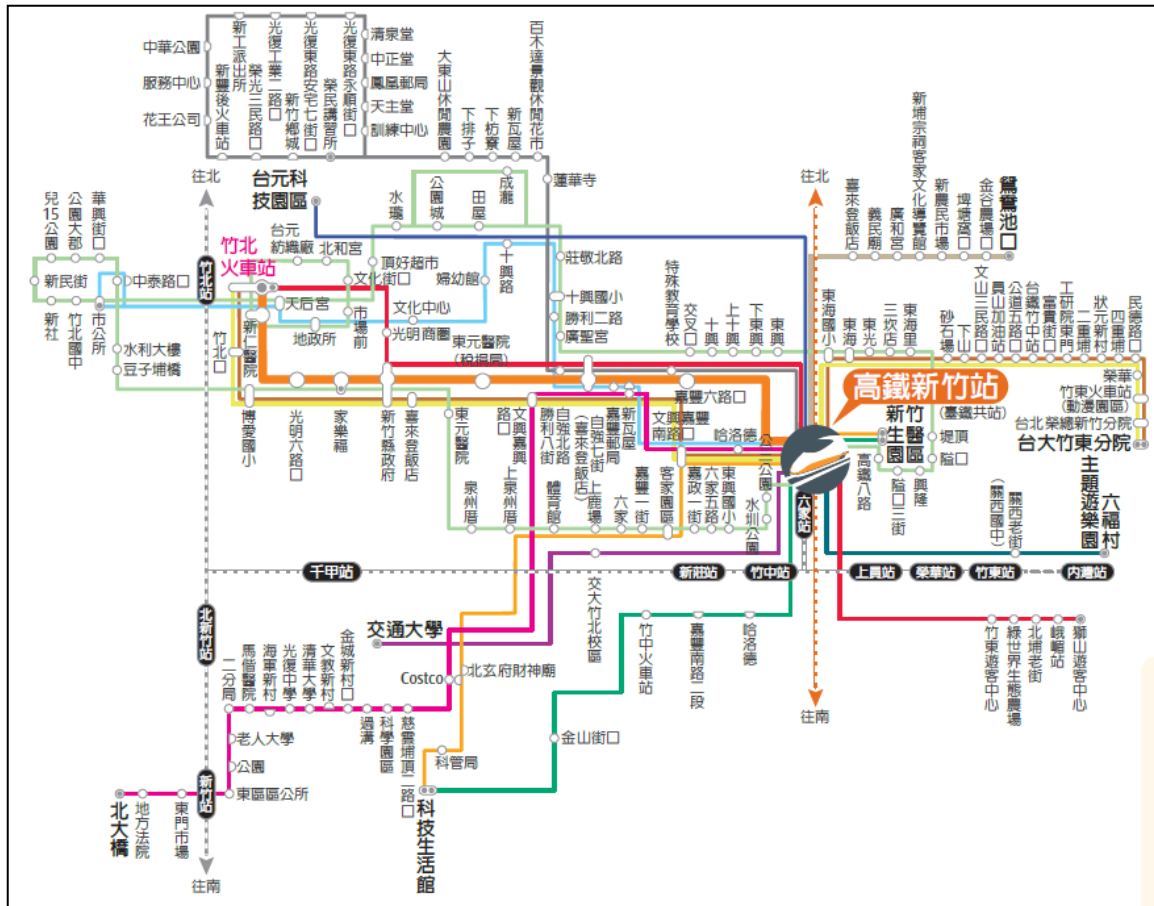 中華公園
服務中心
花王公司
新豐後火車站
新工派出所
榮光三民路口
光復工業二路口
新竹鄉城
光復東路安宅七街口
榮民講習所
光復東路永順街口
清泉堂
中正堂
鳳凰郵局
天主堂
訓練中心
大東山休閒農園
下排子
下枋寮
新瓦屋
百木達景觀休閒花市
蓮華寺
往北
台元科
技園區
水瓏
公園城
田屋
成瀧
往北
喜來登飯店
義民廟
廣和宮
新埔宗祠客家文化導覽館
新農民市場
埤塘窩口
金谷農場口
鴛鴦池口
兒15公園
公園大郡
華興街口
新民街
中泰路口
新社
竹北國中
市公所
水利大樓
豆子埔橋
竹北
火車站
竹北站
台元
紡織廠
北和宮
文化街口
頂好超市
天后宮
地政所
市場前
文化中心
光明商圈
婦幼館
十興路
莊敬北路
十興國小
勝利二路
廣聖宮
特殊教育學校
交叉口
十興
上十興
下東興
東興
東海國小
東海
東光
三坎店
東海里
砂石場
下山
文山三民路口
員山加油站
公道五路口
台鐵竹中站
富貴街口
工研院東門
二重埔
狀元新村
四重埔
民德路口
榮華
竹東火車站
(動漫園區)
台北榮總新竹分院
台大竹東分院
竹北口
新仁醫院
東元醫院
(稅捐局)
嘉豐六路口
高鐵新竹站
(臺鐵共站)
新竹
生醫
園區
堤頂
隘口
高鐵八路
隘口三街
興隆
博愛國小
光明六路口
家樂福
新竹縣政府
喜來登飯店
東元醫院
文興嘉興
路口
勝利八街
自強北路
(喜來登飯店)
自強七街
嘉豐郵局
新瓦屋
文興嘉豐
南路口
哈洛德
公二公園
泉州厝
上泉州厝
體育館
上鹿場
六家
嘉豐一街
客家園區
嘉政一街
六家五路
東興國小
水圳公園
六家站
(關西國中)
關西老街
主題遊樂園
六福村
千甲站
新莊站
竹中站
上員站
榮華站
竹東站
內灣站
北新竹站
交通大學
交大竹北校區
竹中火車站
嘉豐南路二段
哈洛德
竹東遊客中心
綠世界生態農場
北埔老街
峨嵋站
獅山遊客中心
二分局
馬偕醫院
海軍新村
光復中學
清華大學
文教新村
金城新村口
過溝
科學園區
慈雲埔頂二路口
Costco
北玄府財神廟
科管局
金山街口
老人大學
公園
東區區公所
新竹站
北大橋
地方法院
東門市場
科技生活館
往南
往南